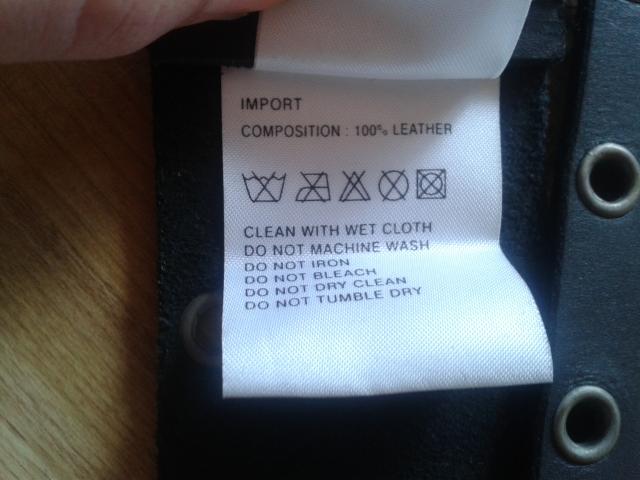 IMPORT
COMPOSITION : 100% LEATHER
CLEAN WITH WET CLOTH
DO NOT MACHINE WASH
DO NOT IRON
DO NOT BLEACH
DO NOT DRY CLEAN
DO NOT TUMBLE DRY